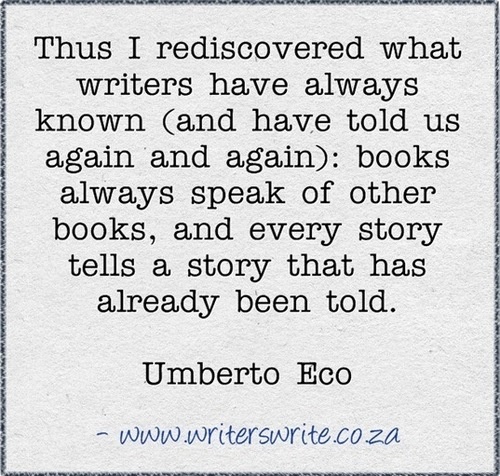 Thus I rediscovered what
writers have always
known (and have told us
again and again): books
always speak of other
books, and every story
tells a story that has
already been told.
Umberto Eco
- www.writerswrite.co.za